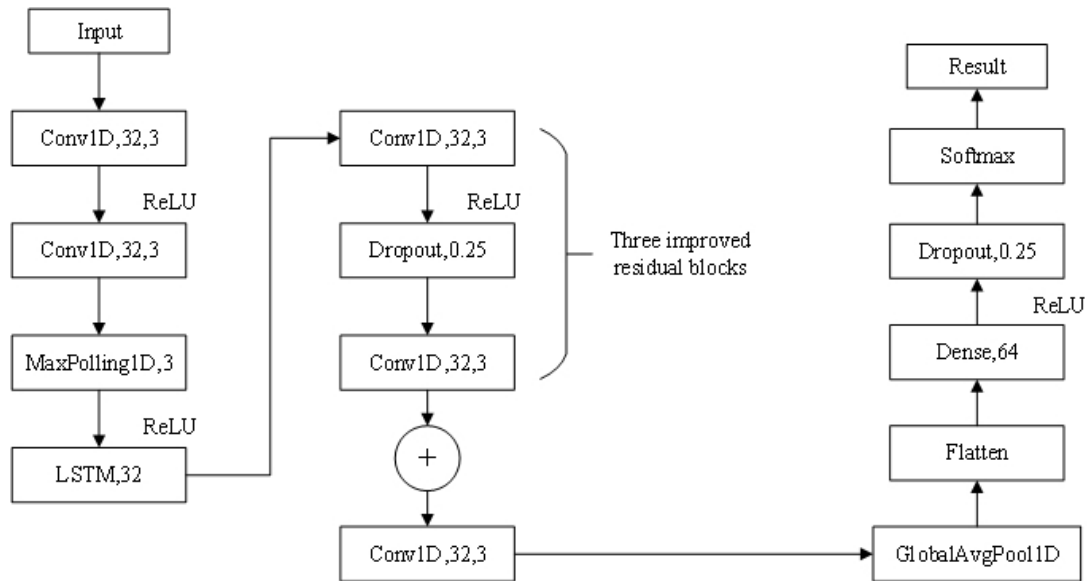 Input
Conv1D,32,3
ReLU
Conv1D,32,3
MaxPolling1D,3
ReLU
LSTM,32
Conv1D,32,3
ReLU
Dropout,0.25
Conv1D,32,3
+
Conv1D,32,3
Three improved
residual blocks
Result
Softmax
Dropout,0.25
ReLU
Dense,64
Flatten
GlobalAvgPool1D